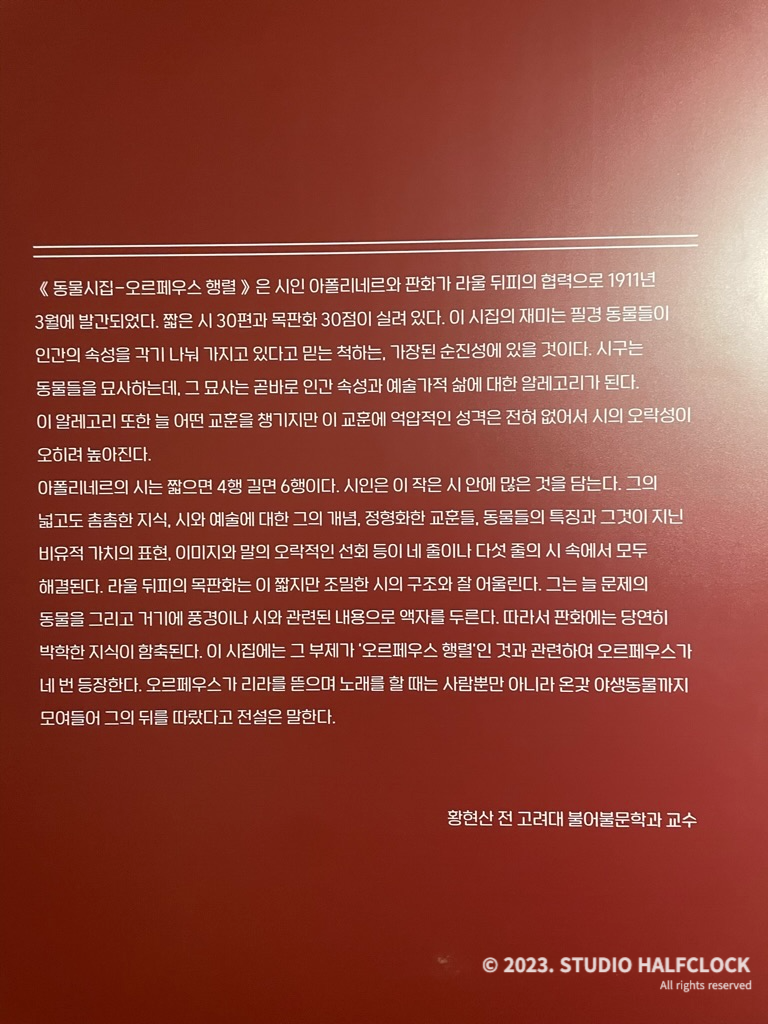 《 동물시집-오르페우스 행렬 》은 시인 아폴리네르와 판화가 라울 뒤피의 협력으로 1911년
3월에 발간되었다. 짧은 시 30편과 목판화 30점이 실려 있다. 이 시집의 재미는 필경 동물들이
인간의 속성을 각기 나눠 가지고 있다고 믿는 척하는, 가장된 순진성에 있을 것이다. 시구는
동물들을 묘사하는데, 그 묘사는 곧바로 인간 속성과 예술가적 삶에 대한 알레고리가 된다.
이 알레고리 또한 늘 어떤 교훈을 챙기지만 이 교훈에 억압적인 성격은 전혀 없어서 시의 오락성이
오히려 높아진다.
아폴리네르의 시는 짧으면 4행 길면 6행이다. 시인은 이 작은 시 안에 많은 것을 담는다. 그의
넓고도 촘촘한 지식, 시와 예술에 대한 그의 개념, 정형화한 교훈들, 동물들의 특징과 그것이 지닌
비유적 가치의 표현, 이미지와 말의 오락적인 선회 등이 네 줄이나 다섯 줄의 시 속에서 모두
해결된다. 라울 뒤피의 목판화는 이 짧지만 조밀한 시의 구조와 잘 어울린다. 그는 늘 문제의
동물을 그리고 거기에 풍경이나 시와 관련된 내용으로 액자를 두른다. 따라서 판화에는 당연히
박학한 지식이 함축된다. 이 시집에는 그 부제가 '오르페우스 행렬'인 것과 관련하여 오르페우스가
네 번 등장한다. 오르페우스가 리라를 뜯으며 노래를 할 때는 사람뿐만 아니라 온갖 야생동물까지
모여들어 그의 뒤를 따랐다고 전설은 말한다.
황현산 전 고려대 불어불문학과 교수
© 2023. STUDIO HALFCLOCK
All rights reserved